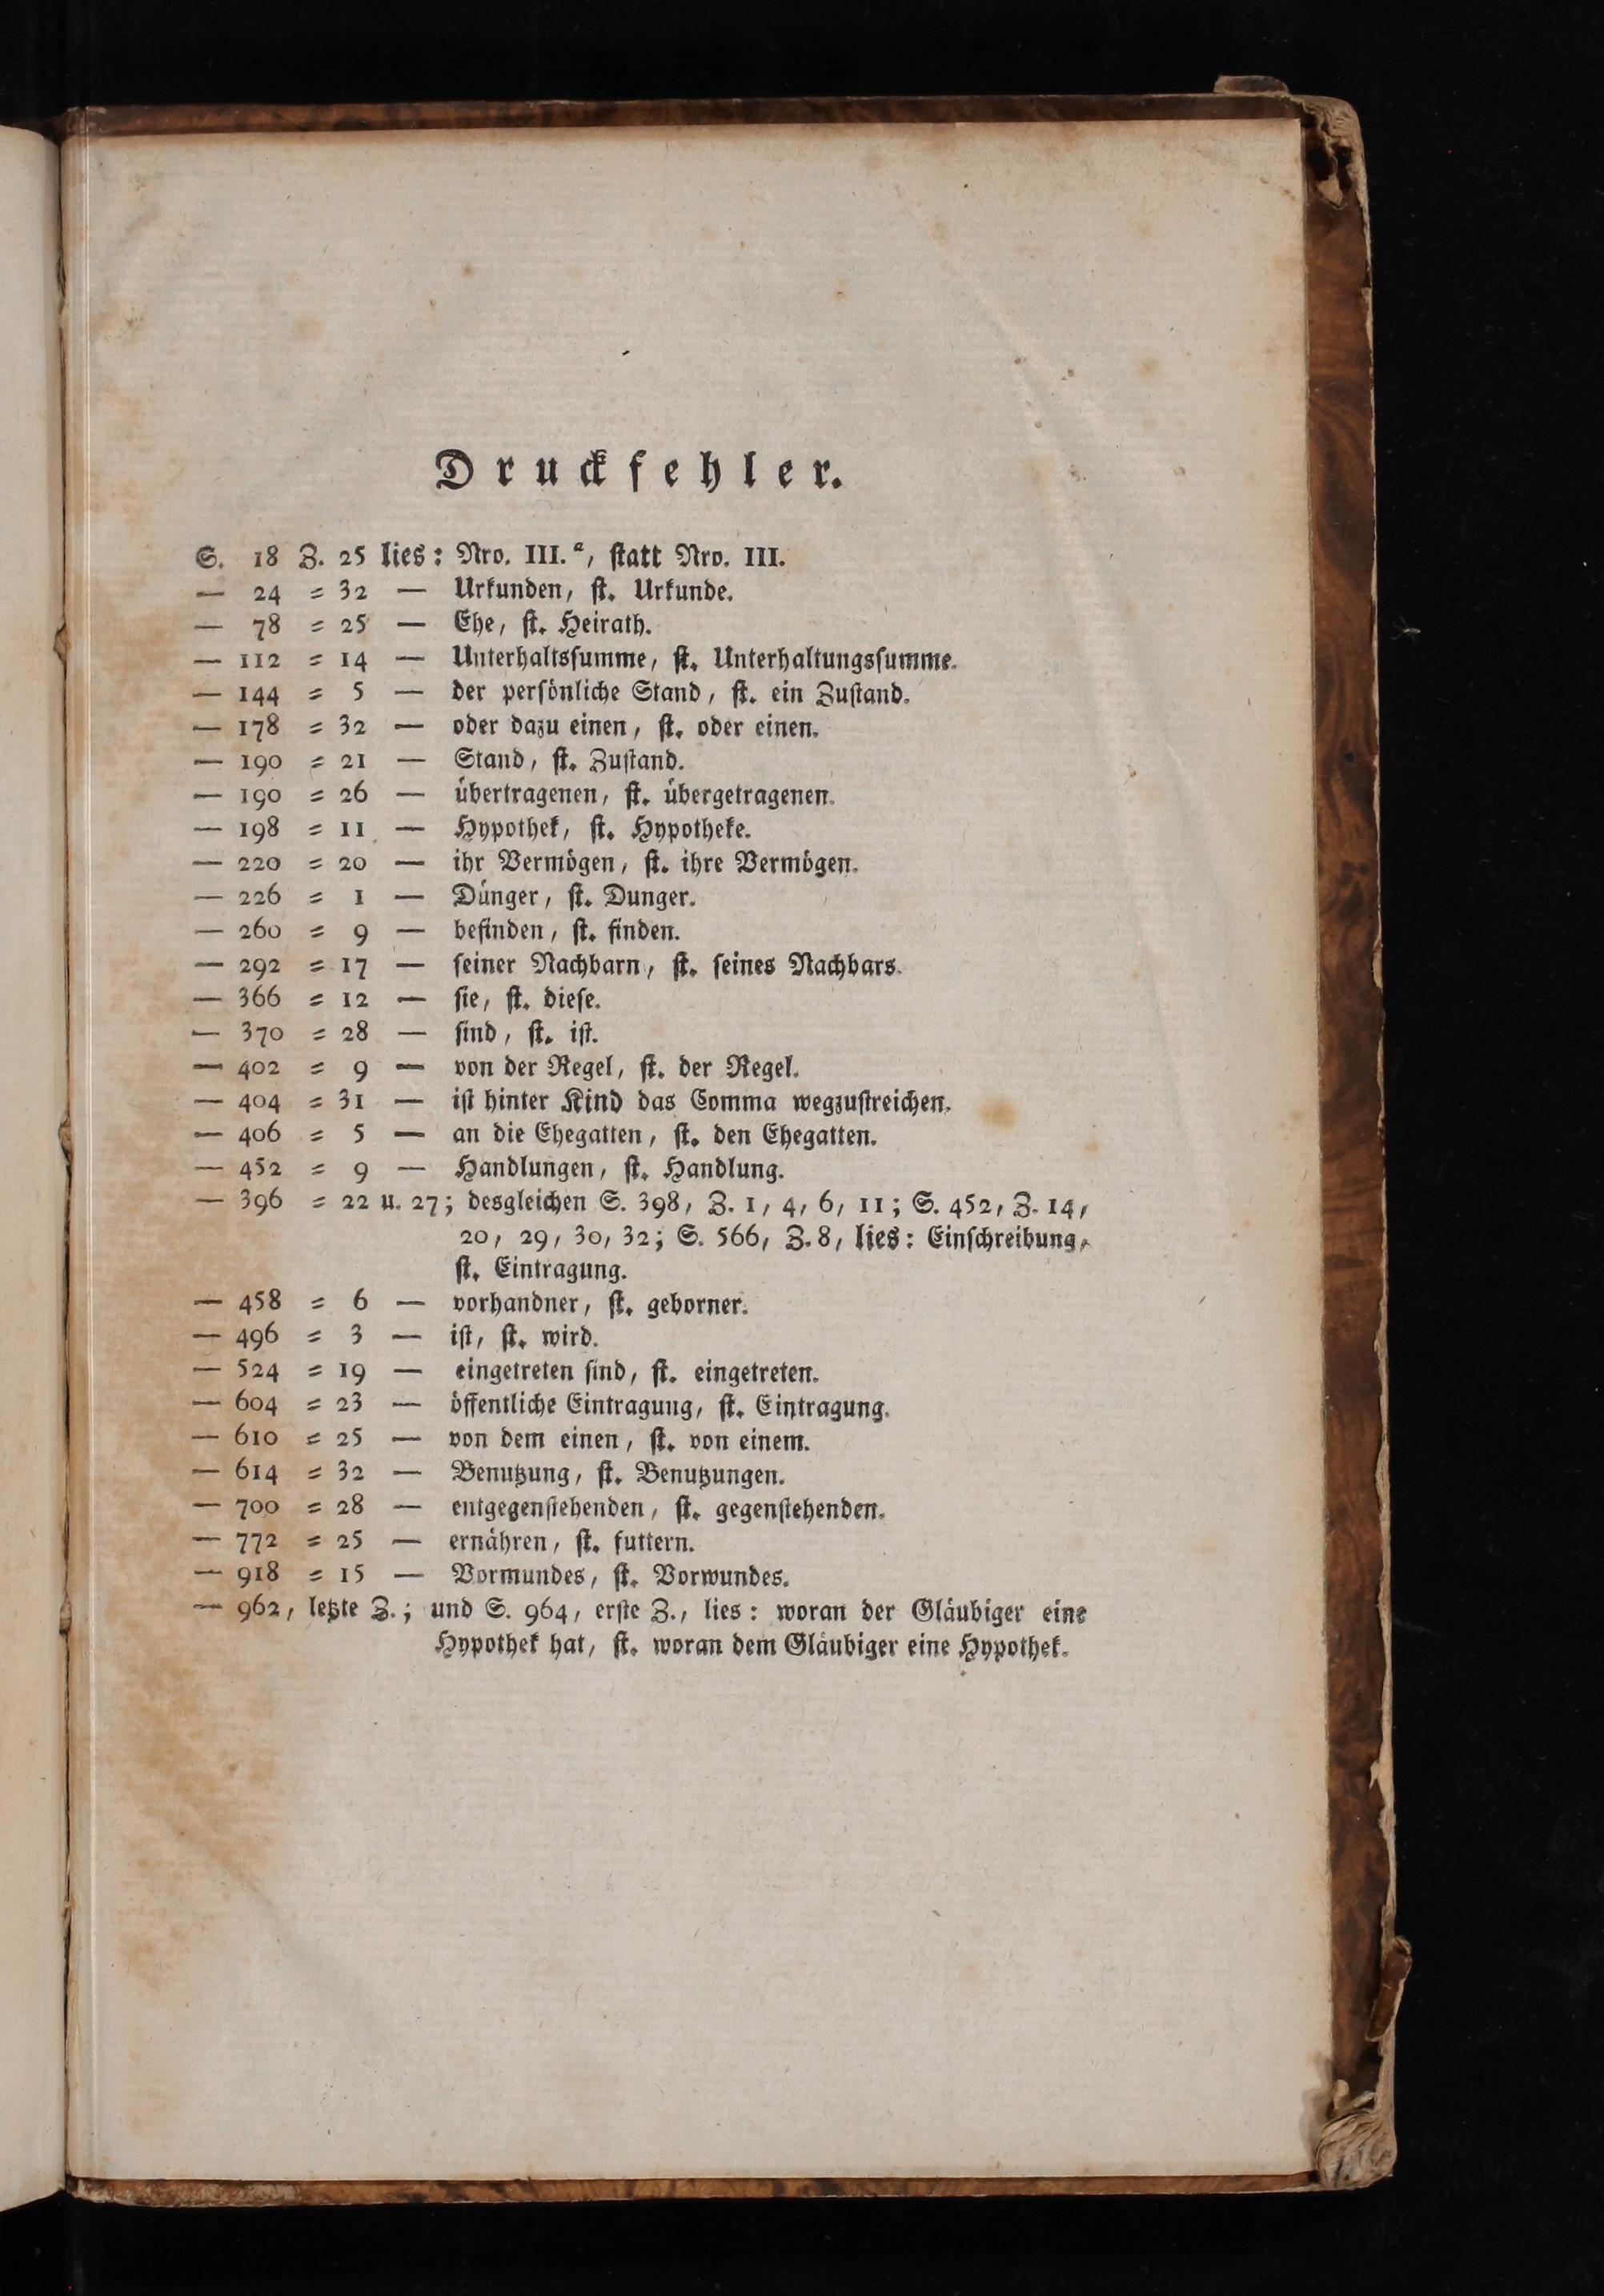 Druckfehler.
S. 18 Z. 25 lies: Nro. III.ᵃ, ſtatt Nro. III.
— 24 = 32 — Urkunden, ſt. Urkunde.
— 78 = 25 — Ehe, ſt. Heirath.
— 112 = 14 — Unterhaltsſumme, ſt. Unterhaltungsſumme.
— 144 = 5 — der perſönliche Stand, ſt. ein Zuſtand.
— 178 = 32 — oder dazu einen, ſt. oder einen.
— 190 = 21 — Stand, ſt. Zuſtand.
— 190 = 26 — übertragenen, ſt. übergetragenen.
— 198 = 11 — Hypothek, ſt. Hypotheke.
— 220 = 20 — ihr Vermögen, ſt. ihre Vermögen.
— 226 = 1 — Dünger, ſt. Dunger.
— 260 = 9 — befinden, ſt. finden.
— 292 = 17 — ſeiner Nachbarn, ſt. ſeines Nachbars.
— 366 = 12 — ſie, ſt. dieſe.
— 370 = 28 — ſind, ſt. iſt.
— 402 = 9 — von der Regel, ſt. der Regel.
— 404 = 31 — iſt hinter Kind das Comma wegzuſtreichen.
— 406 = 5 — an die Ehegatten, ſt. den Ehegatten.
— 452 = 9 — Handlungen, ſt. Handlung.
— 396 = 22 u. 27; desgleichen S. 398, Z. 1, 4, 6, 11; S. 452, Z. 14,
20, 29, 30, 32; S. 566, Z. 8, lies: Einſchreibung,
ſt. Eintragung.
— 458 = 6 — vorhandner, ſt. geborner.
— 496 = 3 — iſt, ſt. wird.
— 524 = 19 — eingetreten ſind, ſt. eingetreten.
— 604 = 23 — öffentliche Eintragung, ſt. Eintragung.
— 610 = 25 — von dem einen, ſt. von einem.
— 614 = 32 — Benutzung, ſt. Benutzungen.
— 700 = 28 — entgegenſtehenden, ſt. gegenſtehenden.
— 772 = 25 — ernähren, ſt. futtern.
— 918 = 15 — Vormundes, ſt. Vorwundes.
— 962, letzte Z.; und S. 964, erſte Z., lies: woran der Gläubiger eine
Hypothek hat, ſt. woran dem Gläubiger eine Hypothek.